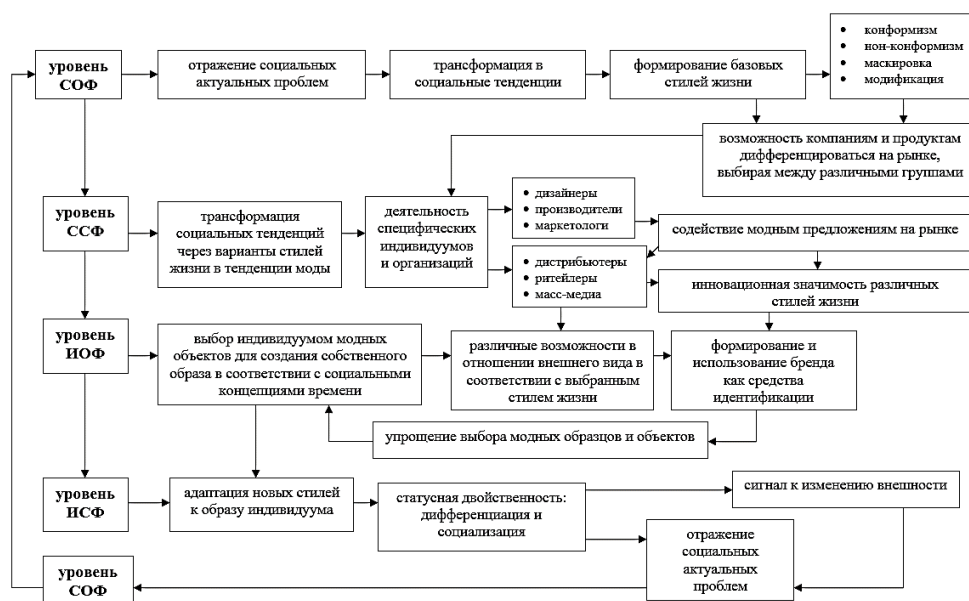 уровень
СОФ
отражение социальных
актуальных проблем
трансформация в
социальные тенденции
формирование базовых
стилей жизни
• конформизм
• нон-конформизм
• маскировка
• модификация
возможность компаниям и продуктам
дифференцироваться на рынке,
выбирая между различными группами
уровень
ССФ
трансформация
социальных тенденций
через варианты стилей
жизни в тенденции моды
деятельность
специфических
индивидуумов
и организаций
• дизайнеры
• производители
• маркетологи
• дистрибьютеры
• ритейлеры
• масс-медиа
содействие модным предложениям на рынке
инновационная значимость различных
стилей жизни
уровень
ИОФ
выбор индивидуумом модных
объектов для создания собственного
образа в соответствии с социальными
концепциями времени
различные возможности в
отношении внешнего вида в
соответствии с выбранным
стилем жизни
формирование и
использование бренда
как средства
идентификации
упрощение выбора модных образцов и объектов
уровень
ИСФ
адаптация новых стилей
к образу индивидуума
статусная двойственность:
дифференциация и
социализация
сигнал к изменению внешности
отражение
социальных
актуальных
проблем
уровень
СОФ